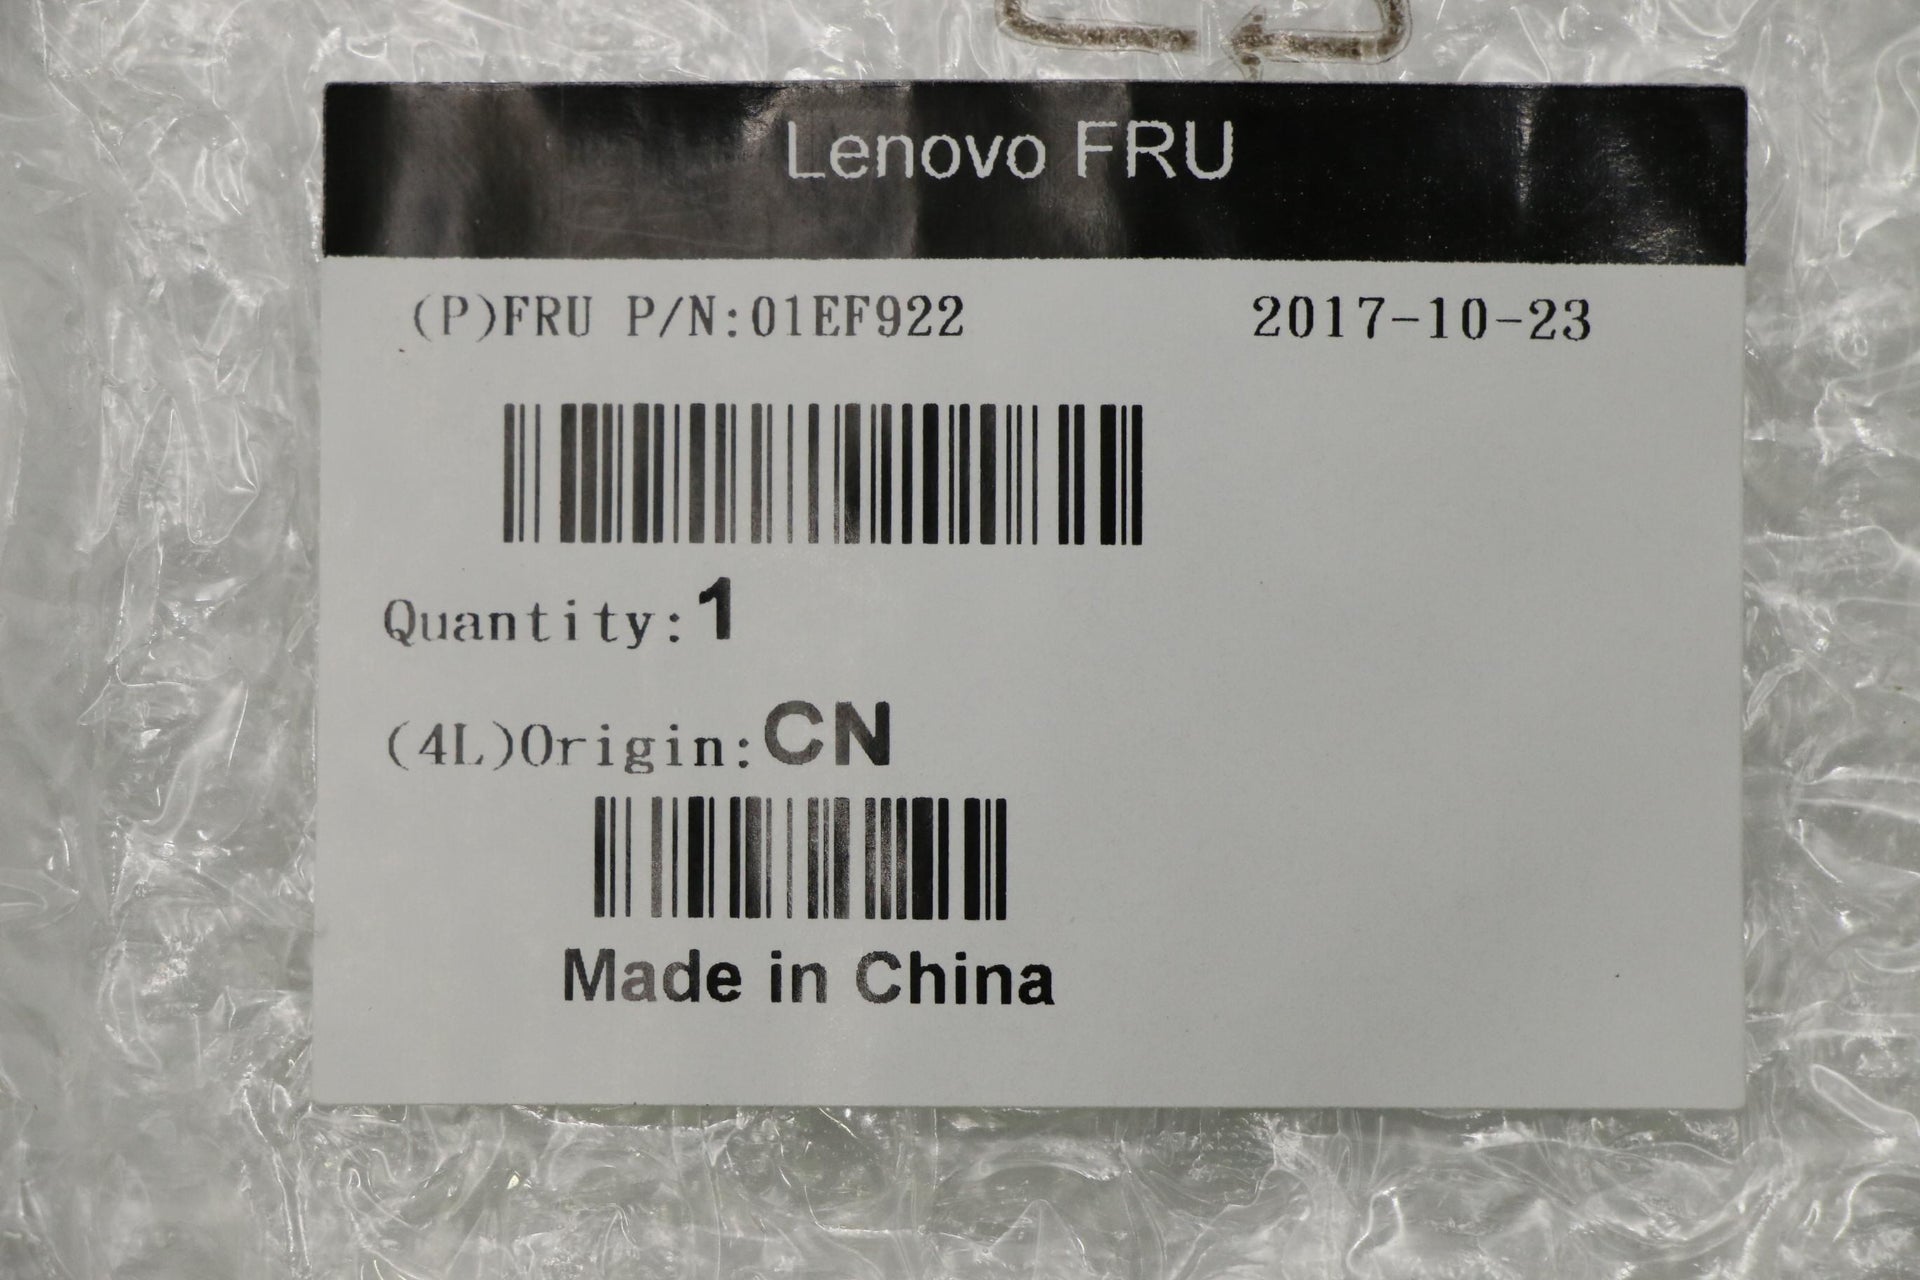 Lenovo FRU
(P)FRU P/N:01EF922 2017-10-23
Quantity:1
(4L)Origin:CN
Made in China